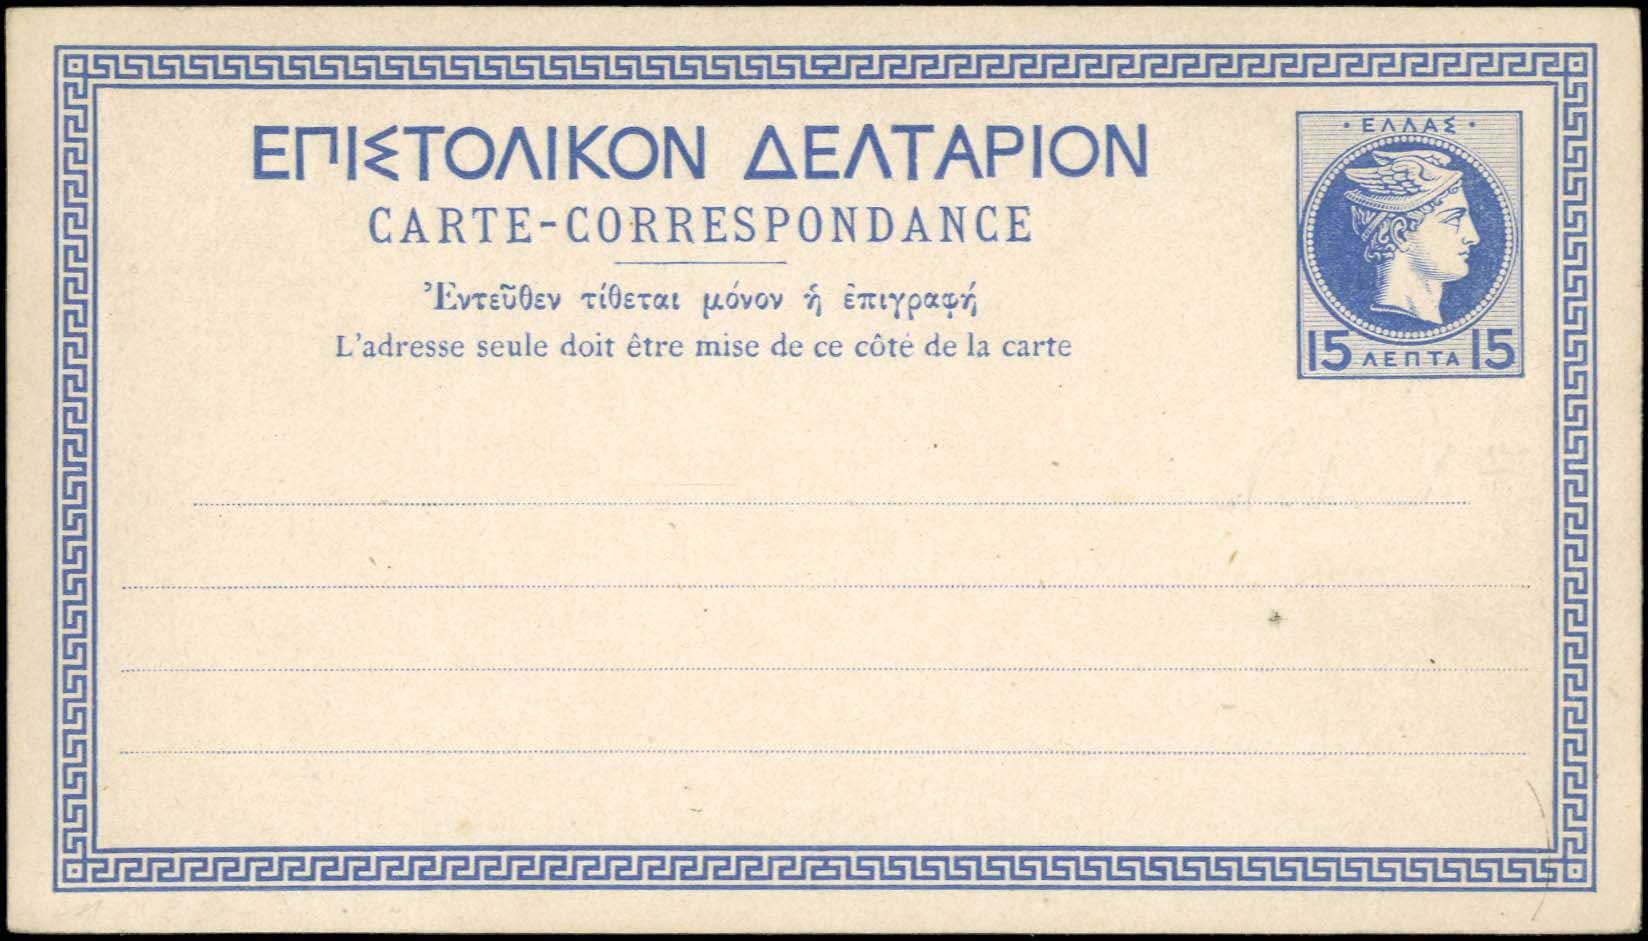 ΕΠΙΣΤΟΛΙΚΟΝ ΔΕΛΤΑΡΙΟΝ
CARTE-CORRESPONDANCE
Ἐντεῦθεν τίθεται μόνον ἡ ἐπιγραφή
L'adresse seule doit être mise de ce côté de la carte
· ΕΛΛΑΣ ·
15 ΛΕΠΤΑ 15